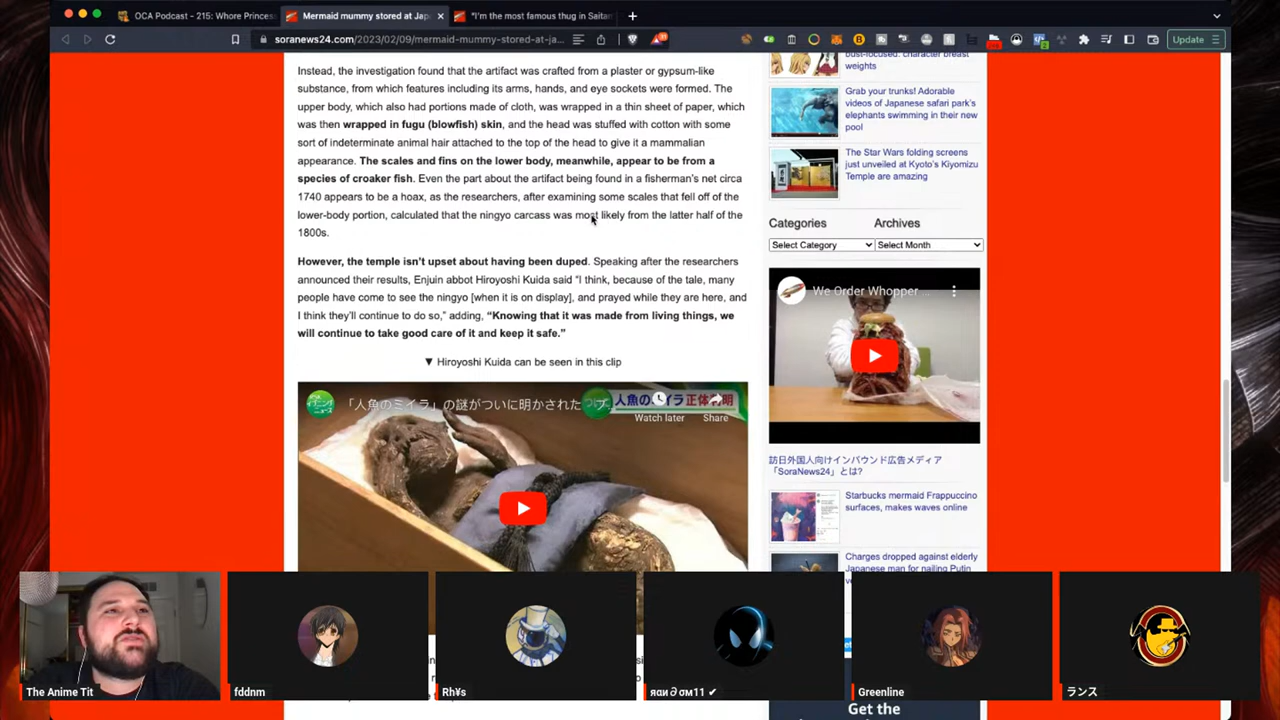 OCA Podcast - 215: Whore Princes
Mermaid mummy stored at Jap
"I'm the most famous thug in Saitam
soranews24.com/2023/02/09/mermaid-mummy-stored-at-ja...
Update
Instead, the investigation found that the artifact was crafted from a plaster or gypsum-like
substance, from which features including its arms, hands, and eye sockets were formed. The
upper body, which also had portions made of cloth, was wrapped in a thin sheet of paper, which
was then wrapped in fugu (blowfish) skin, and the head was stuffed with cotton with some
sort of indeterminate animal hair attached to the top of the head to give it a mammalian
appearance. The scales and fins on the lower body, meanwhile, appear to be from a
species of croaker fish. Even the part about the artifact being found in a fisherman's net circa
1740 appears to be a hoax, as the researchers, after examining some scales that fell off of the
lower-body portion, calculated that the ningyo carcass was most likely from the latter half of the
1800s.
However, the temple isn't upset about having been duped. Speaking after the researchers
announced their results, Enjuin abbot Hiroyoshi Kuida said "I think, because of the tale, many
people have come to see the ningyo [when it is on display], and prayed while they are here, and
I think they'll continue to do so," adding, "Knowing that it was made from living things, we
will continue to take good care of it and keep it safe."
▼ Hiroyoshi Kuida can be seen in this clip
「人魚のミイラ」の謎がついに明かされた
人魚のミイラ 正体判明
Watch later
Share
bust-focused: character breast
weights
Grab your trunks! Adorable
videos of Japanese safari park's
elephants swimming in their new
pool
The Star Wars folding screens
just unveiled at Kyoto's Kiyomizu
Temple are amazing
Categories
Archives
Select Category
Select Month
We Order Whopper ...
訪日外国人向けインバウンド広告メディア
「SoraNews24」とは?
Starbucks mermaid Frappuccino
surfaces, makes waves online
Charges dropped against elderly
Japanese man for nailing Putin
Get the
The Anime Tit
fddnm
Rh¥s
яαи∂σм11 ✔
Greenline
ランス